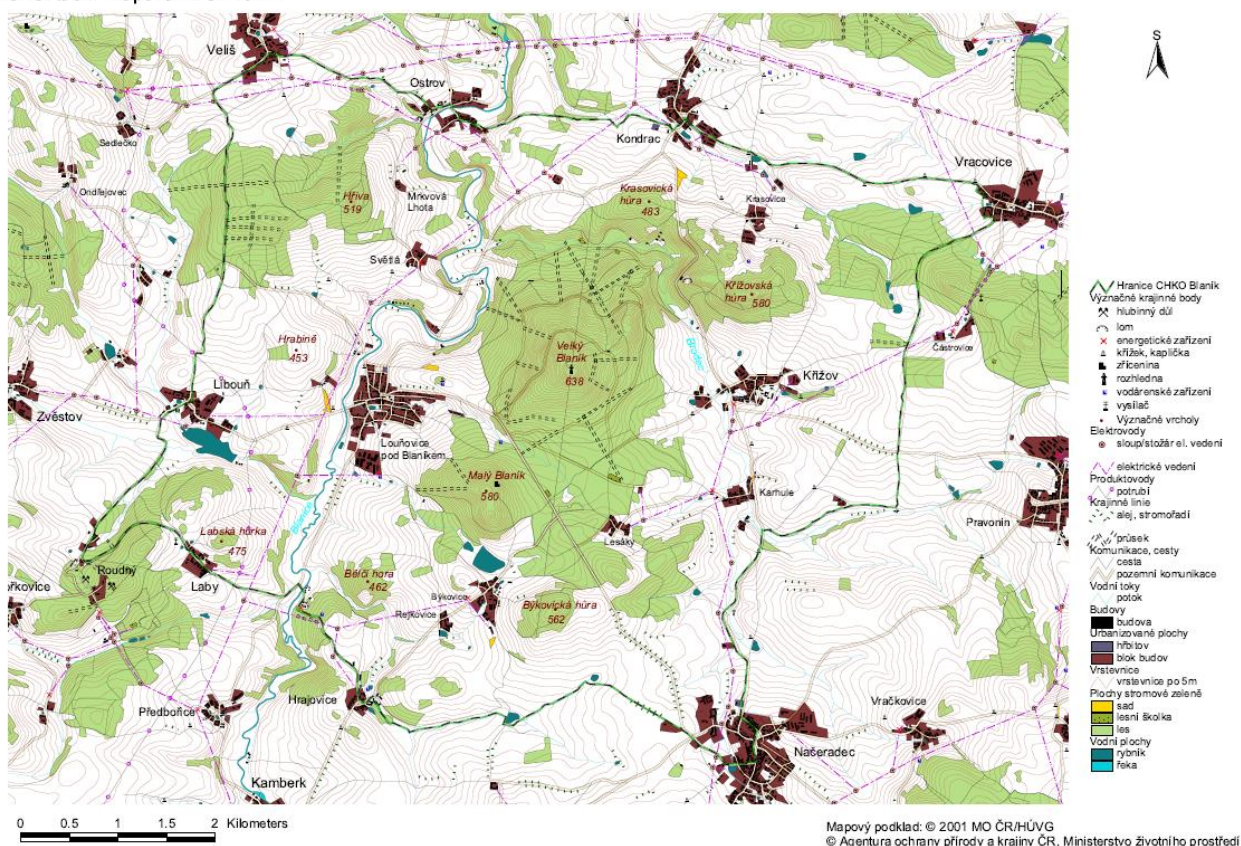 Veliš
Ostrov
Kondrac
Vracovice
Sedlečko
Ondřejovec
Hříva
519
Mrkvová
Lhota
Krasovická
hůra
483
Krasovice
Světlá
Křížovská
hůra
580
Částrovice
Hrabině
453
Velký
Blaník
638
Brodec
Křížov
Libouň
Zvěstov
Louňovice
pod Blaníkem
Malý Blaník
580
Karhule
Pravonín
Blanice
Lesáky
Labská hůrka
475
Roudný
Laby
Bělčí hora
462
Býkovice
Rejkovice
Býkovická hůra
562
Hrajovice
Předbořice
Vračkovice
Načeradec
Kamberk
S
Hranice CHKO Blaník
Význačné krajinné body
hlubinný důl
lom
energetické zařízení
křížek, kaplička
zřícenina
rozhledna
vodárenské zařízení
vysílač
Význačné vrcholy
Elektrovody
sloup/stožár el. vedení
elektrické vedení
Produktovody
potrubí
Krajinné linie
alej, stromořadí
průsek
Komunikace, cesty
cesta
pozemní komunikace
Vodní toky
potok
Budovy
budova
Urbanizované plochy
hřbitov
blok budov
Vrstevnice
vrstevnice po 5m
Plochy stromové zeleně
sad
lesní školka
les
Vodní plochy
rybník
řeka
0 0.5 1 1.5 2 Kilometers
Mapový podklad: © 2001 MO ČR/HÚVG
© Agentura ochrany přírody a krajiny ČR, Ministerstvo životního prostředí